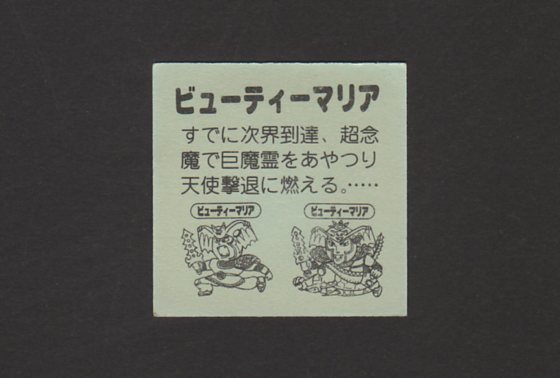 ビューティーマリア
すでに次界到達、超念
魔で巨魔霊をあやつり
天使撃退に燃える。……
ビューティーマリア
ビューティーマリア